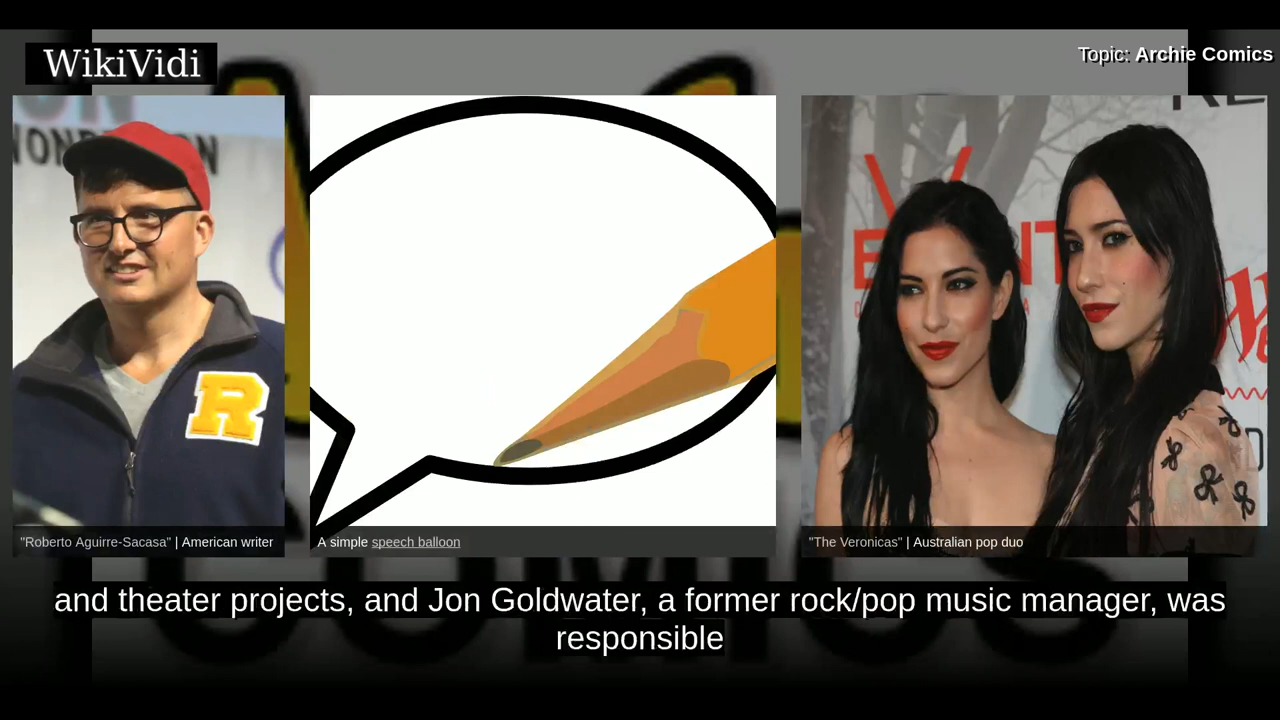 WikiVidi
Topic: Archie Comics
R
"Roberto Aguirre-Sacasa" | American writer
A simple speech balloon
"The Veronicas" | Australian pop duo
and theater projects, and Jon Goldwater, a former rock/pop music manager, was
responsible